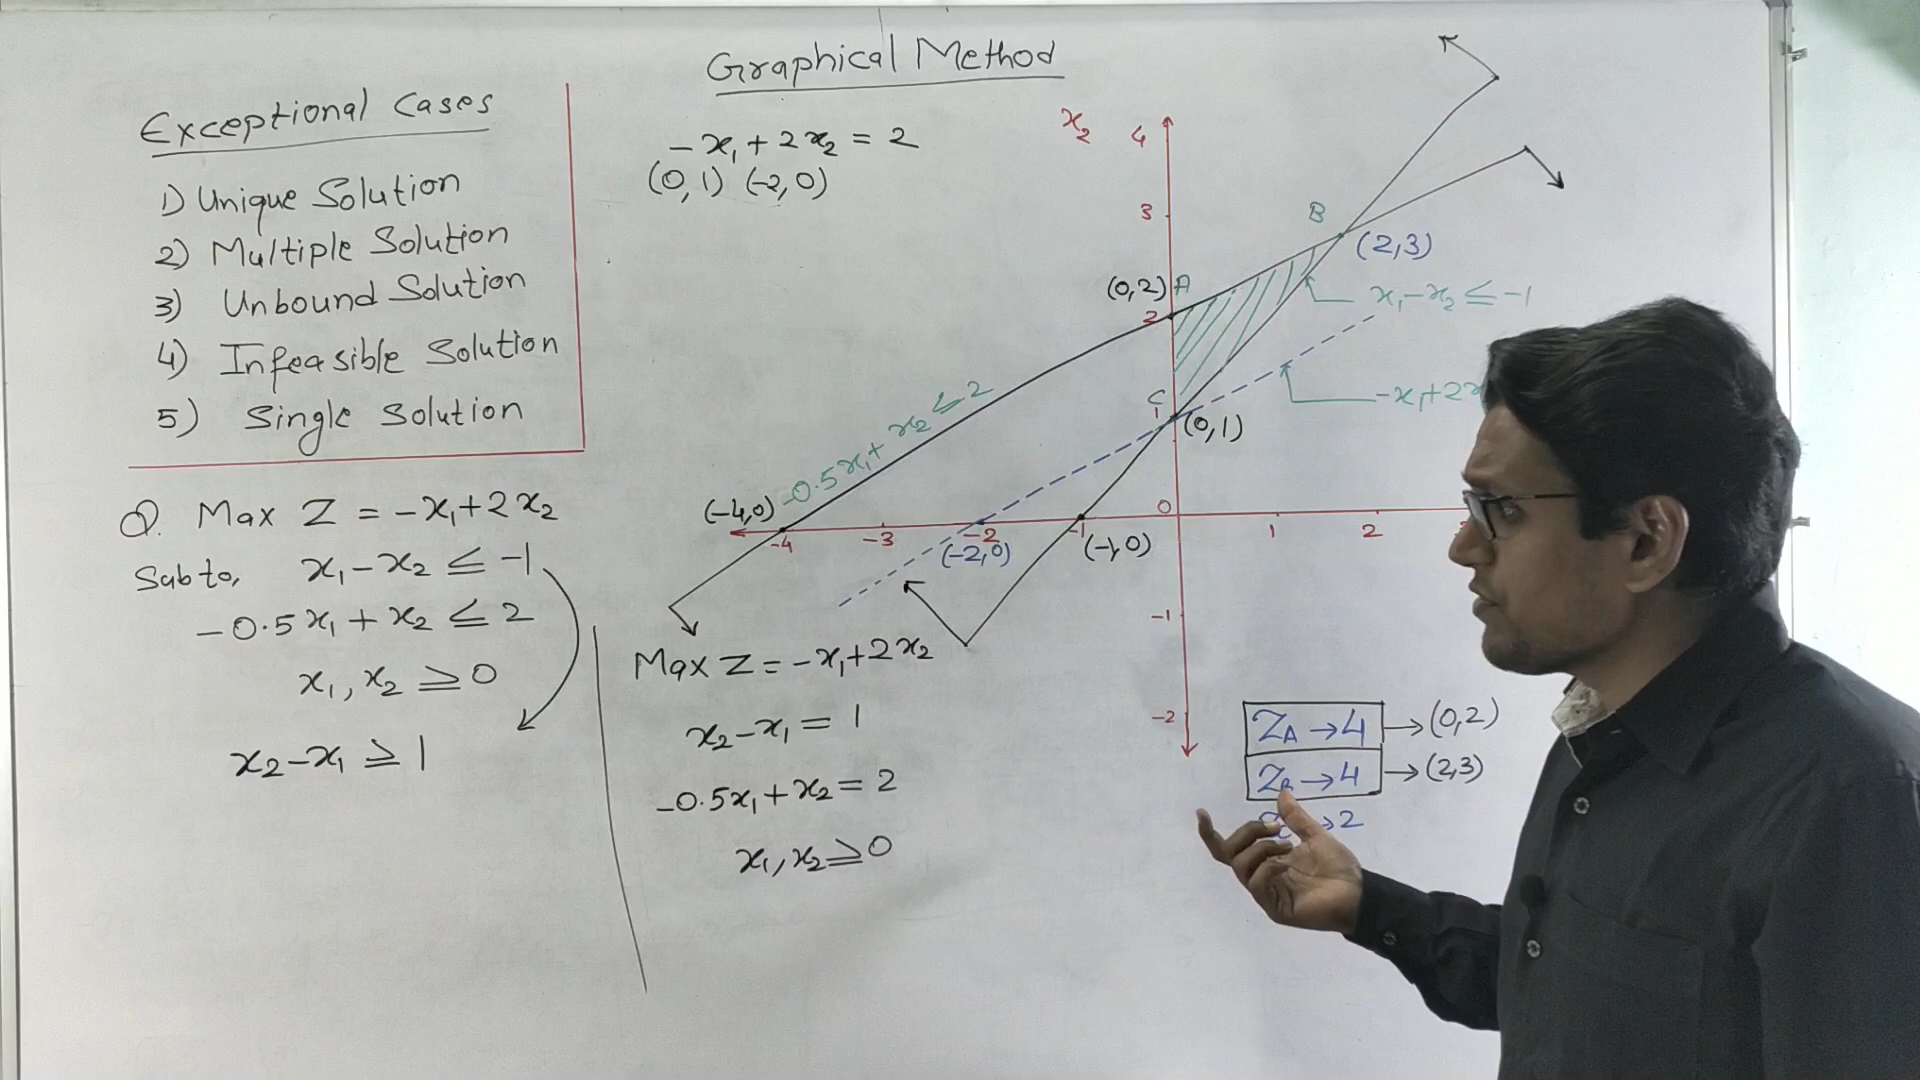 Graphical Method
Exceptional Cases
1) Unique Solution
2) Multiple Solution
3) Unbound Solution
4) Infeasible Solution
5) Single Solution
Q. Max Z = -x₁+2x₂
Sub to, x₁-x₂ ≤ -1
-0.5x₁+x₂ ≤ 2
x₁, x₂ ≥ 0
x₂-x₁ ≥ 1
-x₁+2x₂ = 2
(0,1) (-2,0)
Max Z = -x₁+2x₂
x₂-x₁ = 1
-0.5x₁+x₂ = 2
x₁, x₂ ≥ 0
x₂
4
3
B
(2,3)
(0,2) A
2
x₁-x₂ ≤ -1
-0.5x₁+x₂ ≤ 2
-x₁+2x
C
1
(0,1)
(-4,0)
0
-4 -3 -2 -1 1 2
(-2,0) (-1,0)
-1
-2
Z_A → 4 → (0,2)
Z_B → 4 → (2,3)
→ 2